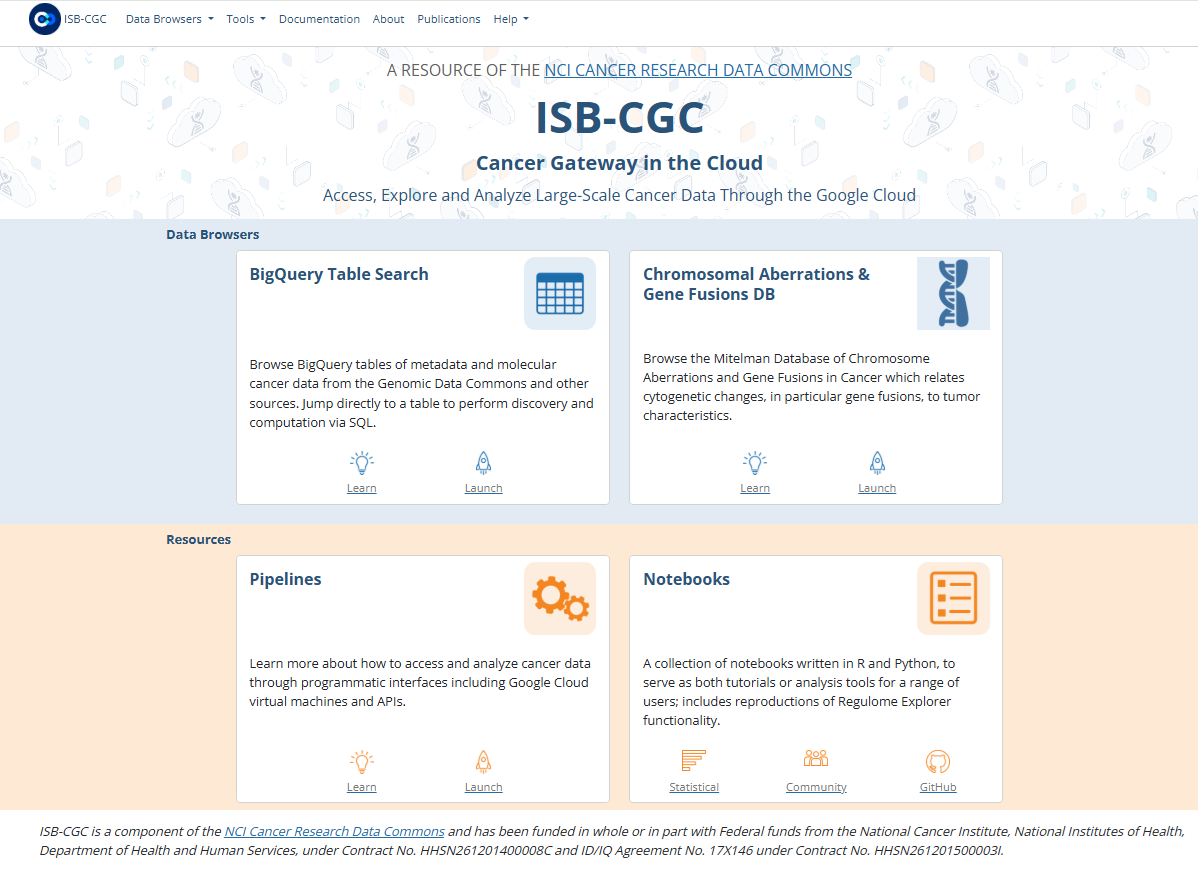 ISB-CGC Data Browsers Tools Documentation About Publications Help
A RESOURCE OF THE NCI CANCER RESEARCH DATA COMMONS
ISB-CGC
Cancer Gateway in the Cloud
Access, Explore and Analyze Large-Scale Cancer Data Through the Google Cloud
Data Browsers
BigQuery Table Search
Browse BigQuery tables of metadata and molecular
cancer data from the Genomic Data Commons and other
sources. Jump directly to a table to perform discovery and
computation via SQL.
Learn Launch
Chromosomal Aberrations &
Gene Fusions DB
Browse the Mitelman Database of Chromosome
Aberrations and Gene Fusions in Cancer which relates
cytogenetic changes, in particular gene fusions, to tumor
characteristics.
Learn Launch
Resources
Pipelines
Learn more about how to access and analyze cancer data
through programmatic interfaces including Google Cloud
virtual machines and APIs.
Learn Launch
Notebooks
A collection of notebooks written in R and Python, to
serve as both tutorials or analysis tools for a range of
users; includes reproductions of Regulome Explorer
functionality.
Statistical Community GitHub
ISB-CGC is a component of the NCI Cancer Research Data Commons and has been funded in whole or in part with Federal funds from the National Cancer Institute, National Institutes of Health,
Department of Health and Human Services, under Contract No. HHSN261201400008C and ID/IQ Agreement No. 17X146 under Contract No. HHSN261201500003I.